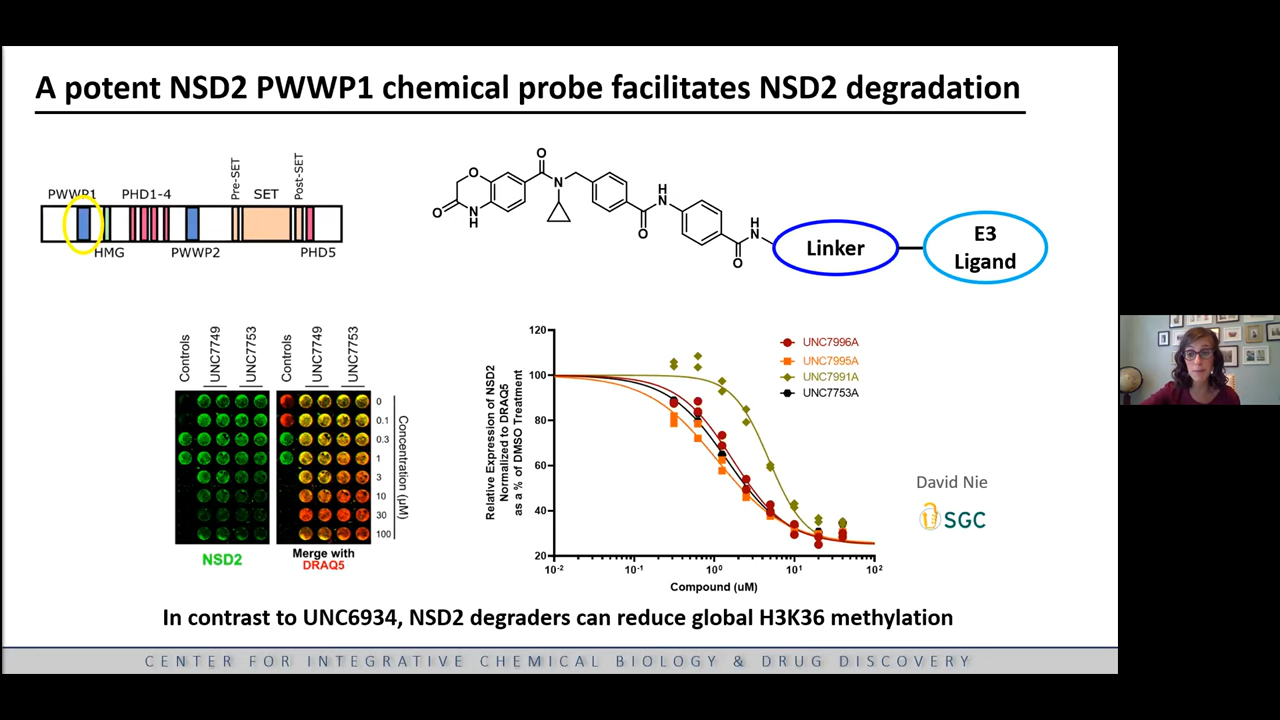 A potent NSD2 PWWP1 chemical probe facilitates NSD2 degradation
PWWP1
PHD1-4
Pre-SET
SET
Post-SET
HMG
PWWP2
PHD5
O
O
O
N
H
N
O
H
N
O
H
N
O
Linker
E3
Ligand
Controls
UNC7749
UNC7753
Controls
UNC7749
UNC7753
0
0.1
0.3
1
3
10
30
100
Concentration (µM)
NSD2
Merge with
DRAQ5
Relative Expression of NSD2
Normalized to DRAQ5
as a % of DMSO Treatment
120
100
80
60
40
20
10-2
10-1
100
101
102
Compound (uM)
UNC7996A
UNC7995A
UNC7991A
UNC7753A
David Nie
SGC
In contrast to UNC6934, NSD2 degraders can reduce global H3K36 methylation
CENTER FOR INTEGRATIVE CHEMICAL BIOLOGY & DRUG DISCOVERY